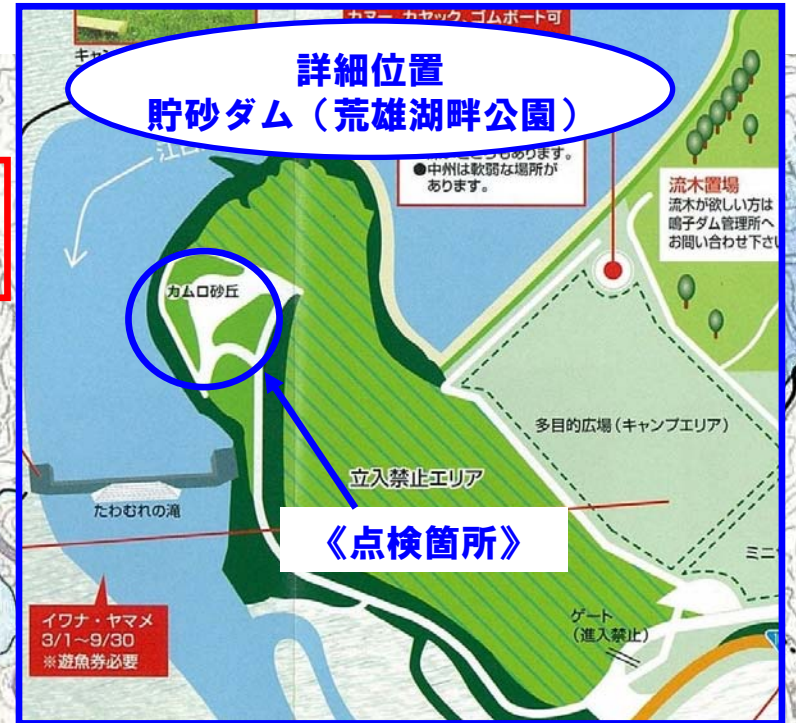 カヌー、カヤック、ゴムボート可
詳細位置
貯砂ダム（荒雄湖畔公園）
●中州は軟弱な場所が
あります。
流木置場
流木が欲しい方は
鳴子ダム管理所へ
お問い合わせ下さい
カムロ砂丘
多目的広場（キャンプエリア）
立入禁止エリア
たわむれの滝
《点検箇所》
ミニ
イワナ・ヤマメ
3/1～9/30
※遊魚券必要
ゲート
（進入禁止）